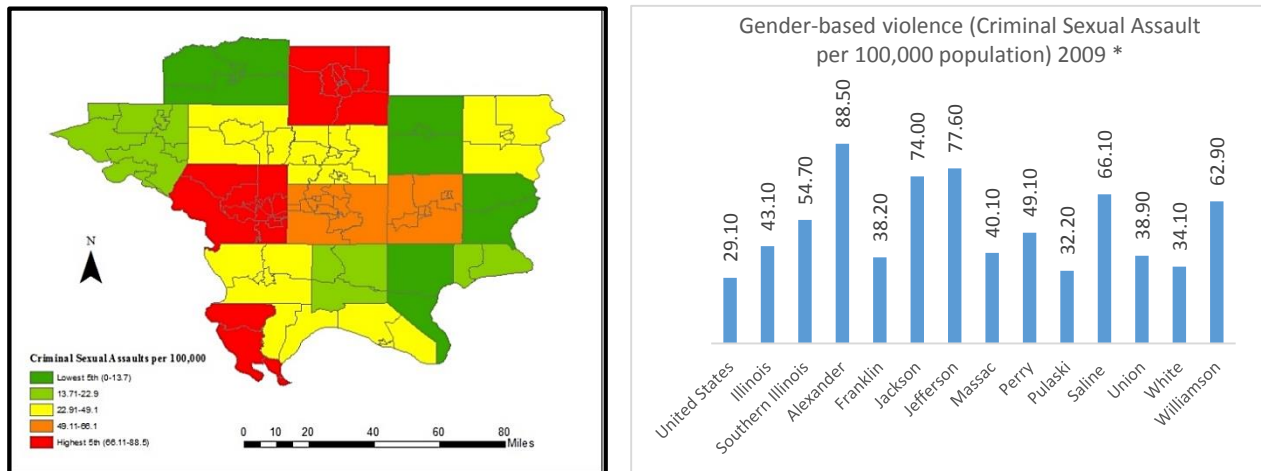 N
Criminal Sexual Assaults per 100,000
Lowest 5th (0-13.7)
13.71-22.9
22.91-49.1
49.11-66.1
Highest 5th (66.11-88.5)
0 10 20 40 60 80
Miles
Gender-based violence (Criminal Sexual Assault
per 100,000 population) 2009 *
29.10
43.10
54.70
88.50
38.20
74.00
77.60
40.10
49.10
32.20
66.10
38.90
34.10
62.90
United States
Illinois
Southern Illinois
Alexander
Franklin
Jackson
Jefferson
Massac
Perry
Pulaski
Saline
Union
White
Williamson